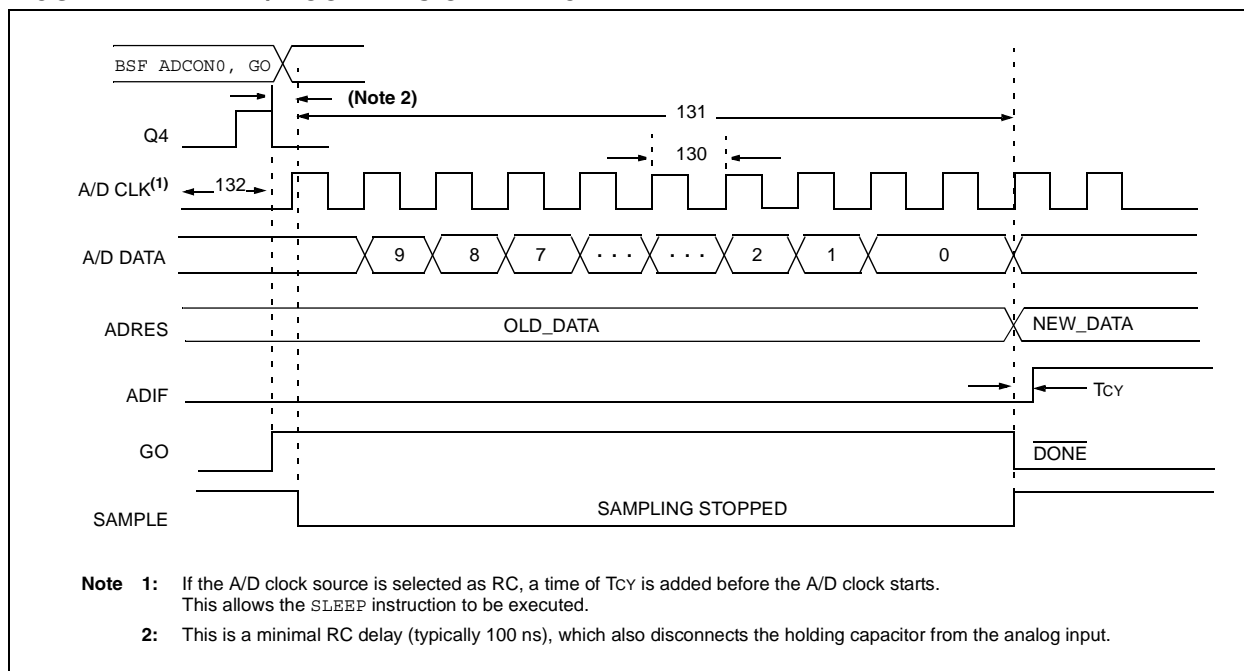 BSF ADCON0, GO
(Note 2)
131
Q4
130
A/D CLK(1)
132
A/D DATA
9 8 7 · · · · · · 2 1 0
ADRES
OLD_DATA
NEW_DATA
ADIF
TCY
GO
DONE
SAMPLE
SAMPLING STOPPED
Note 1: If the A/D clock source is selected as RC, a time of TCY is added before the A/D clock starts.
This allows the SLEEP instruction to be executed.
2: This is a minimal RC delay (typically 100 ns), which also disconnects the holding capacitor from the analog input.